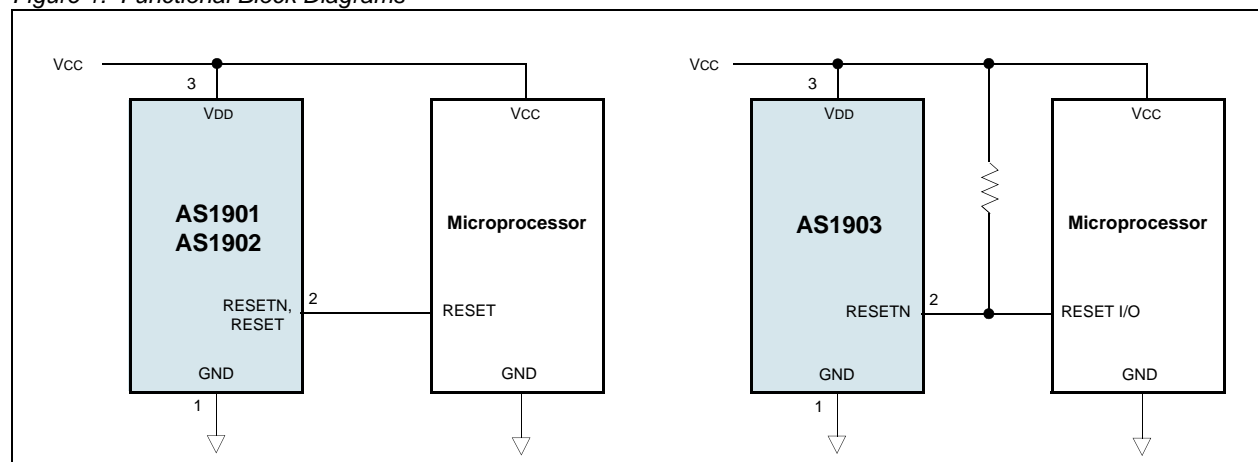 Figure 1. Functional Block Diagrams
VCC
3
VDD
VCC
AS1901
AS1902
Microprocessor
RESETN,
RESET
2
RESET
GND
GND
1
VCC
3
VDD
VCC
AS1903
Microprocessor
RESETN
2
RESET I/O
GND
GND
1